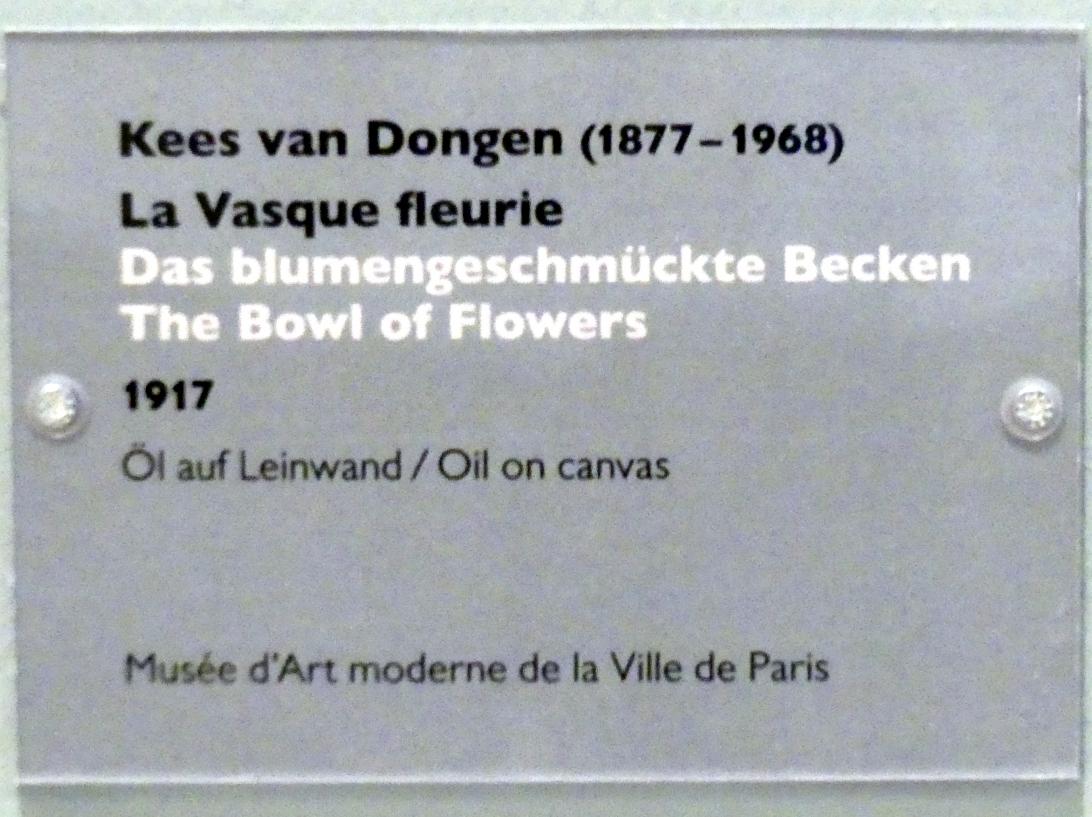 Kees van Dongen (1877–1968)
La Vasque fleurie
Das blumengeschmückte Becken
The Bowl of Flowers
1917
Öl auf Leinwand / Oil on canvas
Musée d'Art moderne de la Ville de Paris